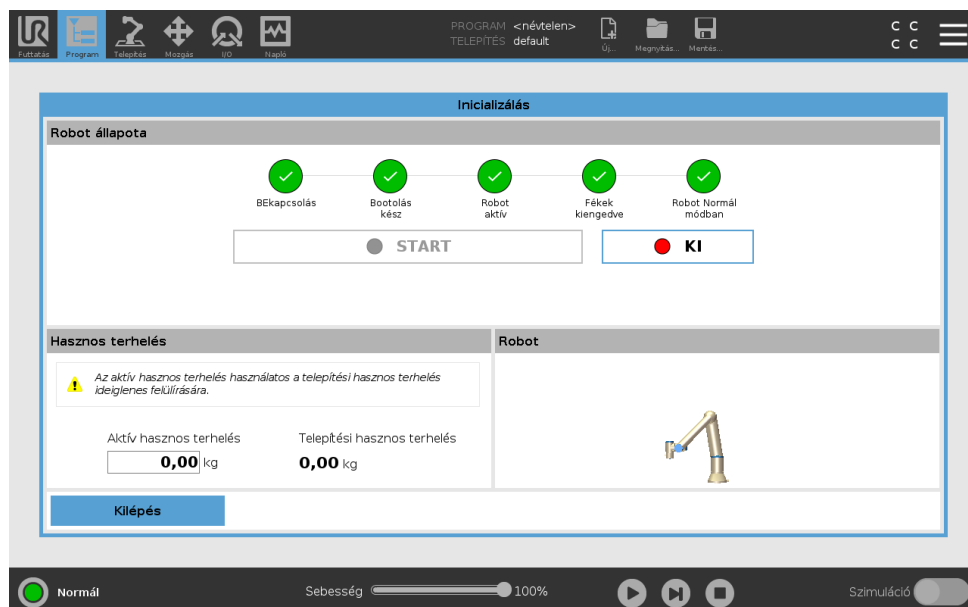 PROGRAM <névtelen>
TELEPÍTÉS default
C C
C C
Futtatás Program Telepítés Mozgás I/O Napló Új... Megnyitás... Mentés...
Inicializálás
Robot állapota
BEkapcsolás
Bootolás kész
Robot aktív
Fékek kiengedve
Robot Normál módban
START
KI
Hasznos terhelés
Robot
Az aktív hasznos terhelés használatos a telepítési hasznos terhelés
ideiglenes felülírására.
Aktív hasznos terhelés
Telepítési hasznos terhelés
0,00 kg
0,00 kg
Kilépés
Normál
Sebesség
100%
Szimuláció